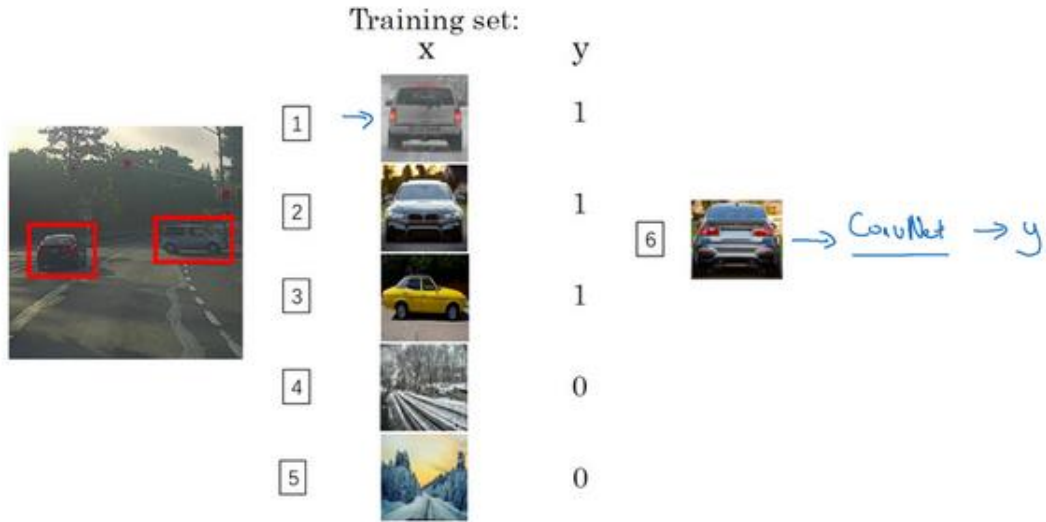 Training set:
x y
1 → 1
2 1
3 1
4 0
5 0
6 → ConvNet → y